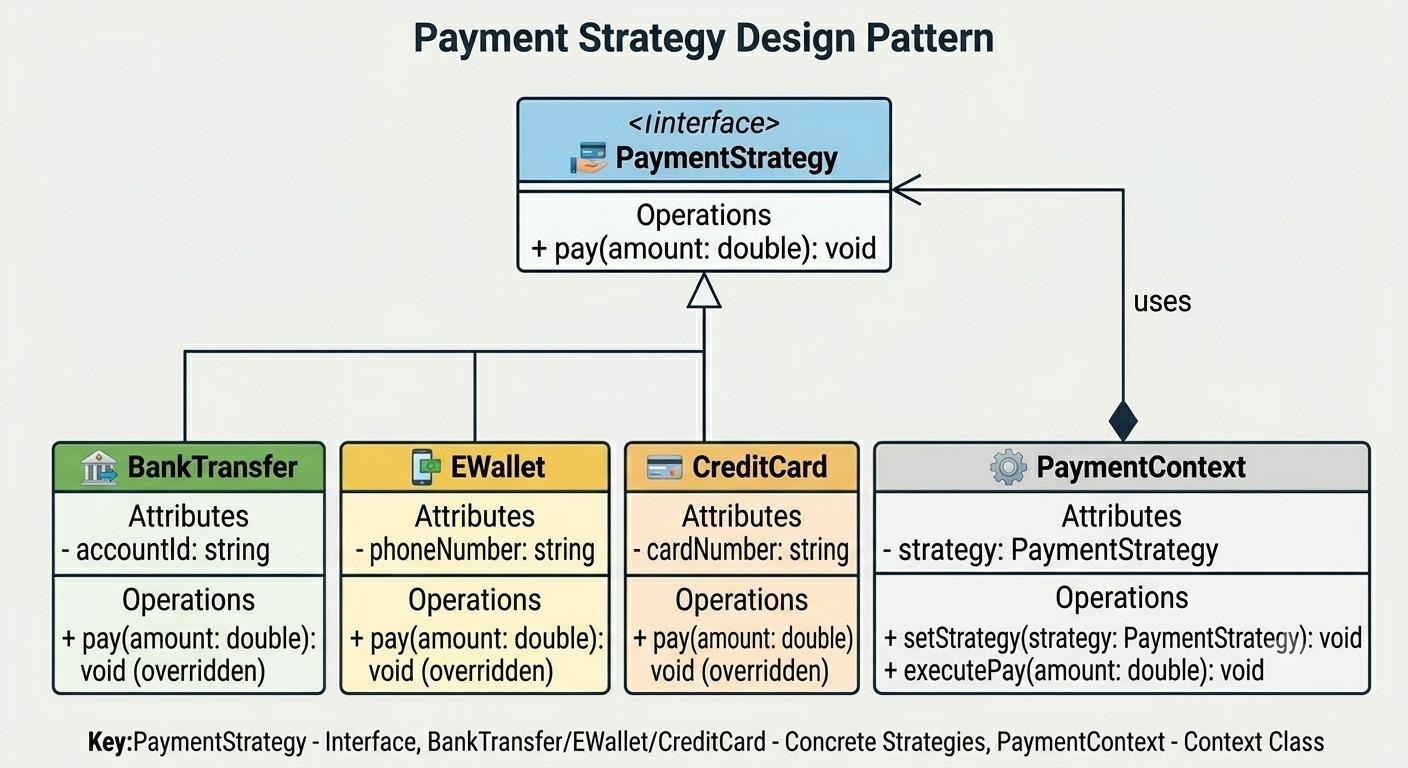 Payment Strategy Design Pattern
<ıinterface>
PaymentStrategy
Operations
+ pay(amount: double): void
uses
BankTransfer
Attributes
- accountId: string
Operations
+ pay(amount: double):
void (overridden)
EWallet
Attributes
- phoneNumber: string
Operations
+ pay(amount: double):
void (overridden)
CreditCard
Attributes
- cardNumber: string
Operations
+ pay(amount: double)
void (overridden)
PaymentContext
Attributes
- strategy: PaymentStrategy
Operations
+ setStrategy(strategy: PaymentStrategy): void
+ executePay(amount: double): void
Key:PaymentStrategy - Interface, BankTransfer/EWallet/CreditCard - Concrete Strategies, PaymentContext - Context Class